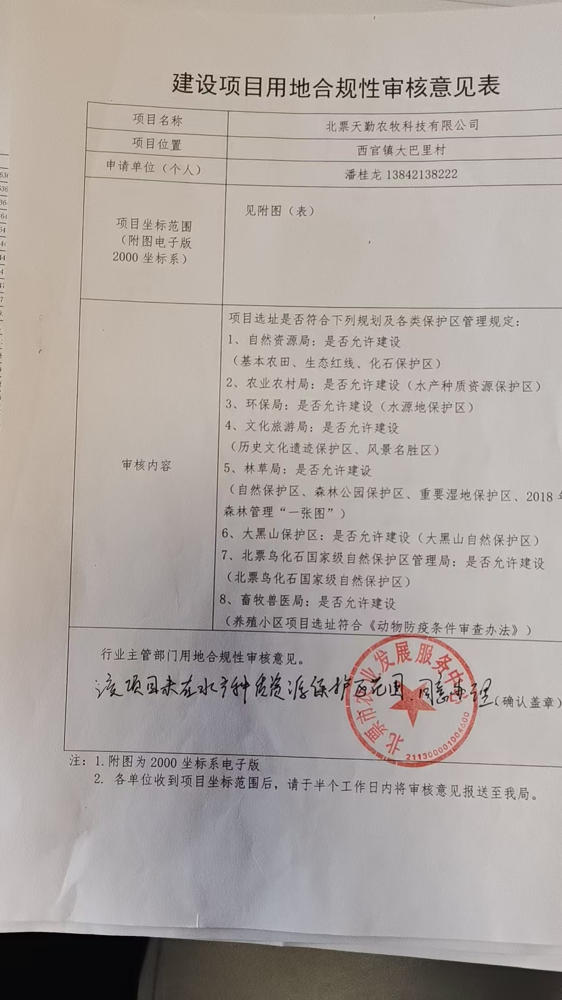 建设项目用地合规性审核意见表
项目名称
北票天勤农牧科技有限公司
项目位置
西官镇大巴里村
申请单位（个人）
潘桂龙 13842138222
项目坐标范围
（附图电子版
2000 坐标系）
见附图（表）
审核内容
项目选址是否符合下列规划及各类保护区管理规定：
1、自然资源局：是否允许建设
（基本农田、生态红线、化石保护区）
2、农业农村局：是否允许建设（水产种质资源保护区）
3、环保局：是否允许建设（水源地保护区）
4、文化旅游局：是否允许建设
（历史文化遗迹保护区、风景名胜区）
5、林草局：是否允许建设
（自然保护区、森林公园保护区、重要湿地保护区、2018 年
森林管理“一张图”）
6、大黑山保护区：是否允许建设（大黑山自然保护区）
7、北票鸟化石国家级自然保护区管理局：是否允许建设
（北票鸟化石国家级自然保护区）
8、畜牧兽医局：是否允许建设
（养殖小区项目选址符合《动物防疫条件审查办法》）
行业主管部门用地合规性审核意见。
该项目未在水产种质资源保护区范围.同意办理
（确认盖章）
北票市农业发展服务中心
2113000001004600
注：1.附图为 2000 坐标系电子版
2. 各单位收到项目坐标范围后，请于半个工作日内将审核意见报送至我局。